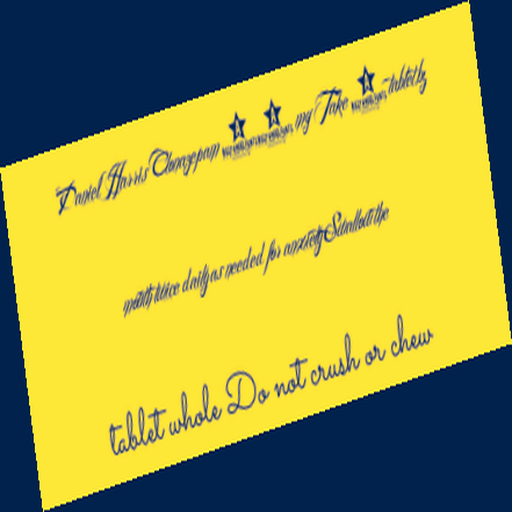 Daniel Harris Clonazepam mg Take tablet by
mouth twice daily as needed for anxiety Swallow the
tablet whole Do not crush or chew